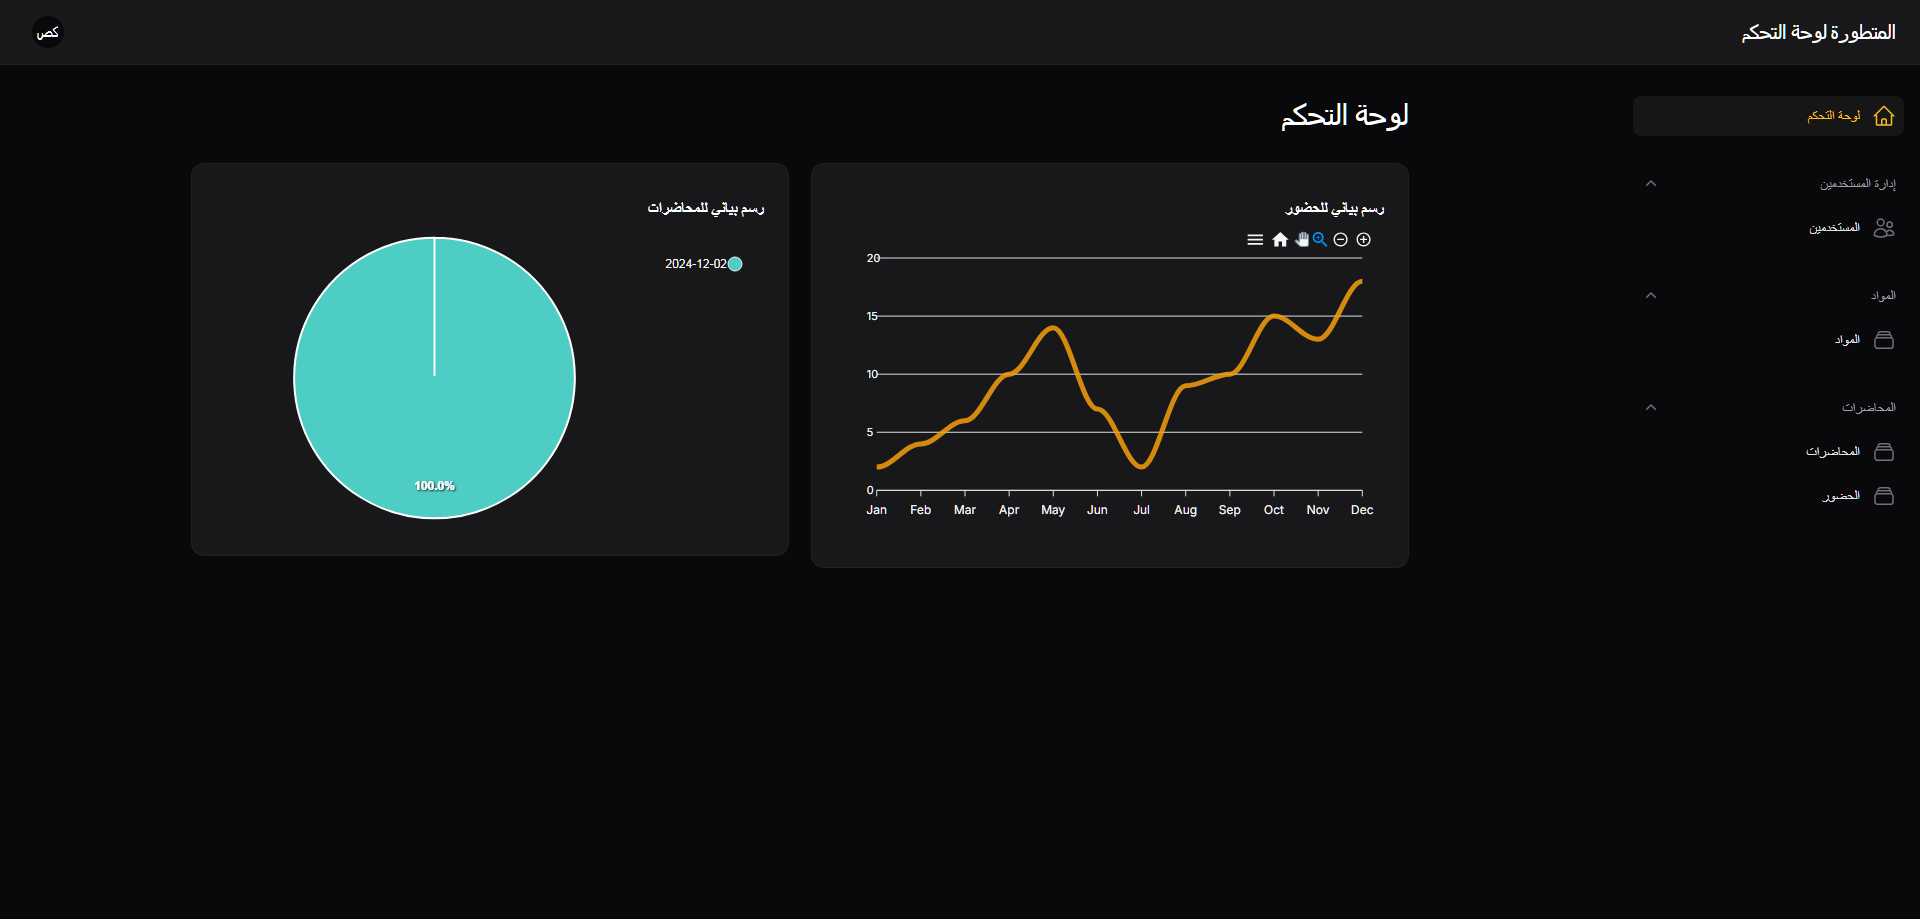 المتطورة لوحة التحكم
كص
لوحة التحكم
إدارة المستخدمين
المستخدمين
المواد
المواد
المحاضرات
المحاضرات
الحضور
لوحة التحكم
رسم بياني للحضور
20
15
10
5
0
Jan Feb Mar Apr May Jun Jul Aug Sep Oct Nov Dec
رسم بياني للمحاضرات
2024-12-02
100.0%